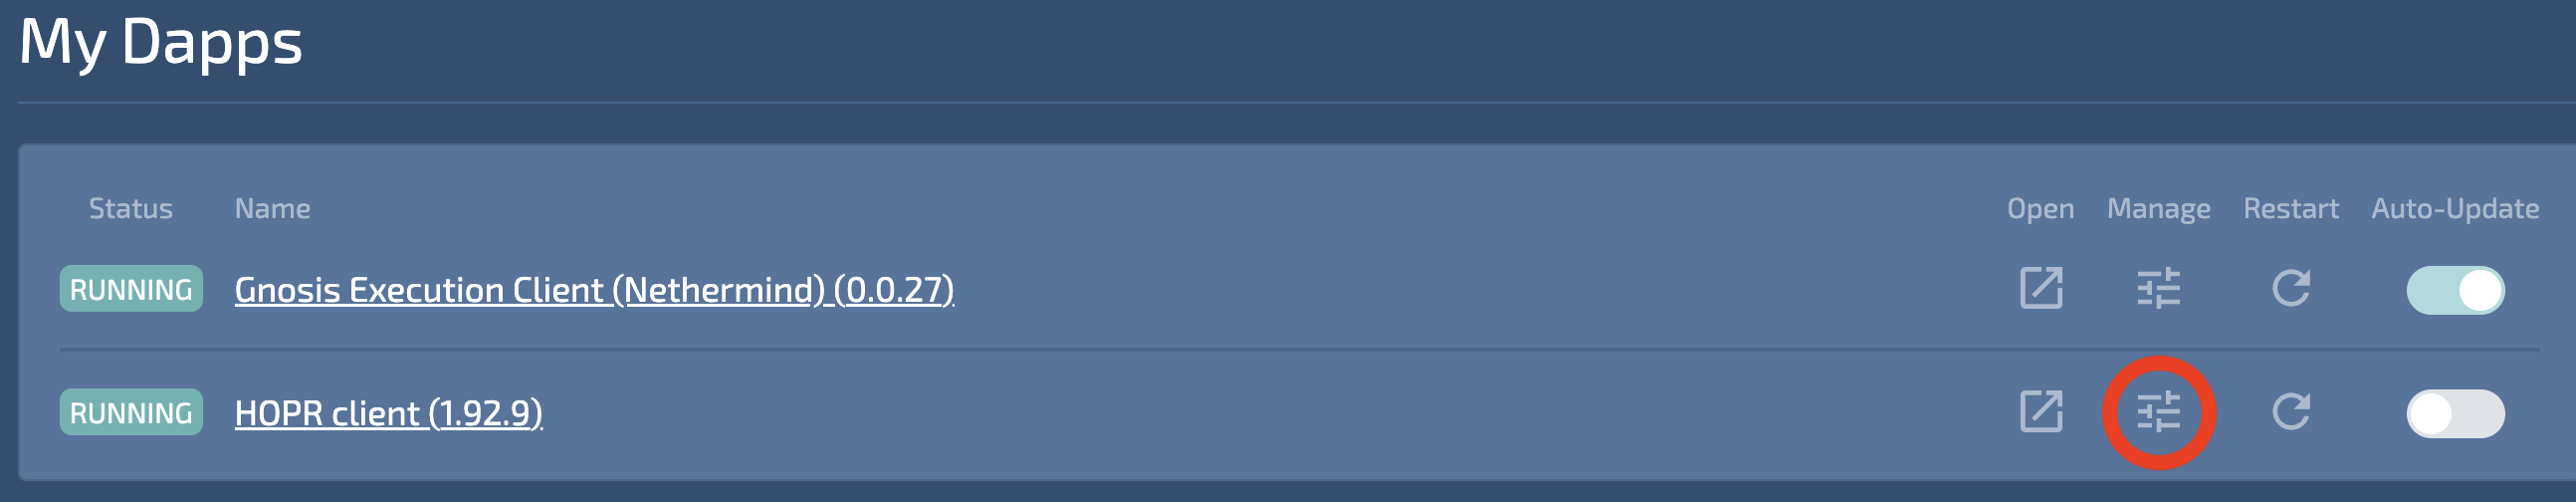 My Dapps
Status Name Open Manage Restart Auto-Update
RUNNING Gnosis Execution Client (Nethermind) (0.0.27)
RUNNING HOPR client (1.92.9)